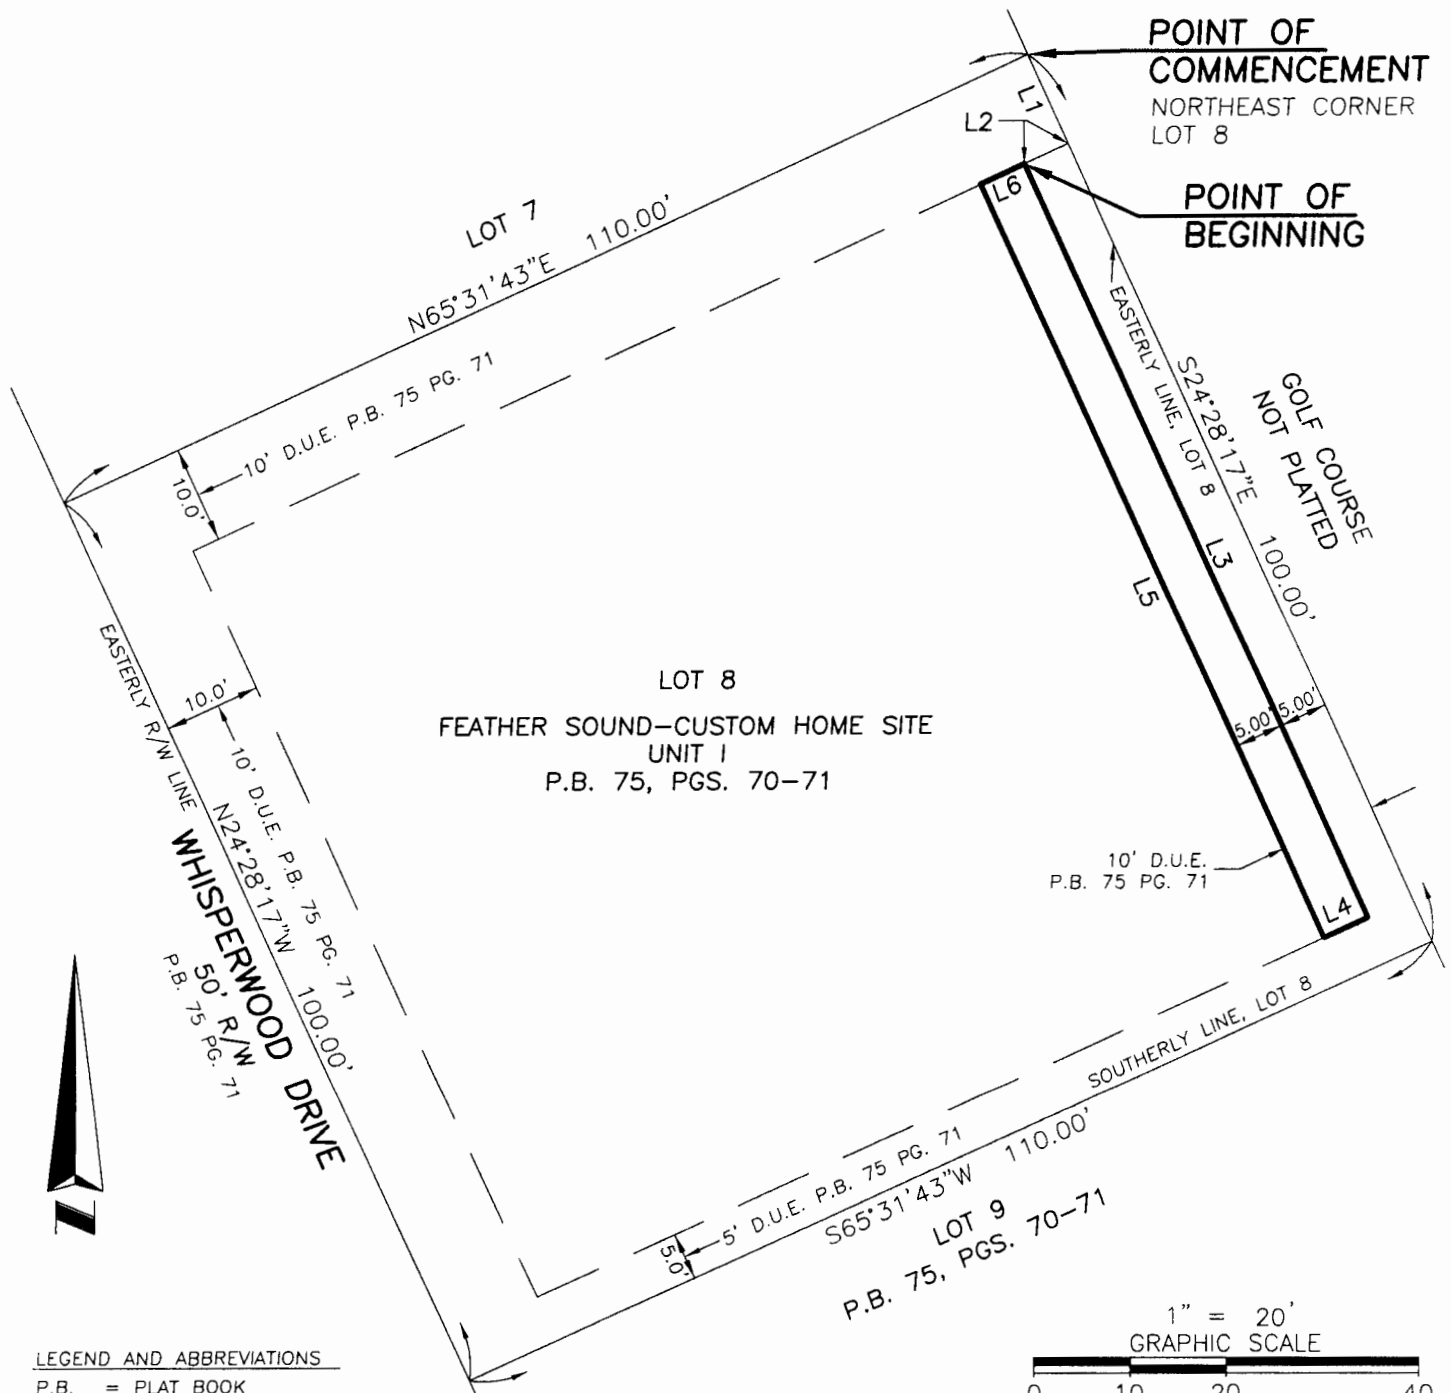 POINT OF
COMMENCEMENT
NORTHEAST CORNER
LOT 8
L1
L2
POINT OF
BEGINNING
L6
LOT 7
N65°31'43"E 110.00'
10' D.U.E. P.B. 75 PG. 71
10.0'
EASTERLY LINE, LOT 8
S24°28'17"E 100.00'
GOLF COURSE
NOT PLATTED
L3
L5
EASTERLY R/W LINE
10.0'
10' D.U.E. P.B. 75 PG. 71
N24°28'17"W 100.00'
WHISPERWOOD DRIVE
50' R/W
P.B. 75 PG. 71
LOT 8
FEATHER SOUND-CUSTOM HOME SITE
UNIT I
P.B. 75, PGS. 70-71
5.00'
5.00'
10' D.U.E.
P.B. 75 PG. 71
L4
SOUTHERLY LINE, LOT 8
5' D.U.E. P.B. 75 PG. 71
5.0'
S65°31'43"W 110.00'
LOT 9
P.B. 75, PGS. 70-71
N
1" = 20'
GRAPHIC SCALE
0 10 20 40
LEGEND AND ABBREVIATIONS
P.B. = PLAT BOOK